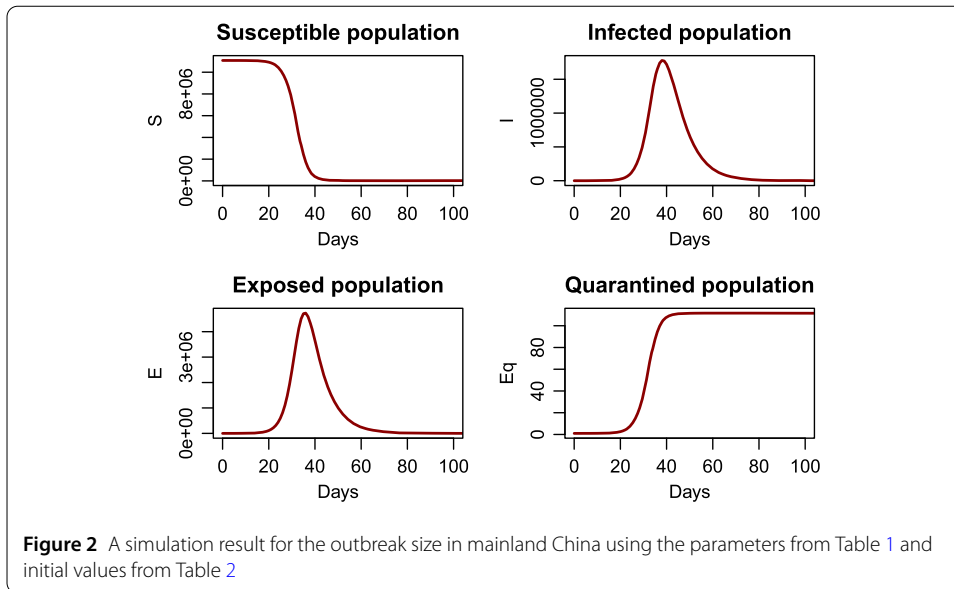 Susceptible population
S
0e+00 8e+06
0 20 40 60 80 100
Days
Infected population
I
0 1000000
0 20 40 60 80 100
Days
Exposed population
E
0e+00 3e+06
0 20 40 60 80 100
Days
Quarantined population
Eq
0 40 80
0 20 40 60 80 100
Days
Figure 2 A simulation result for the outbreak size in mainland China using the parameters from Table 1 and
initial values from Table 2